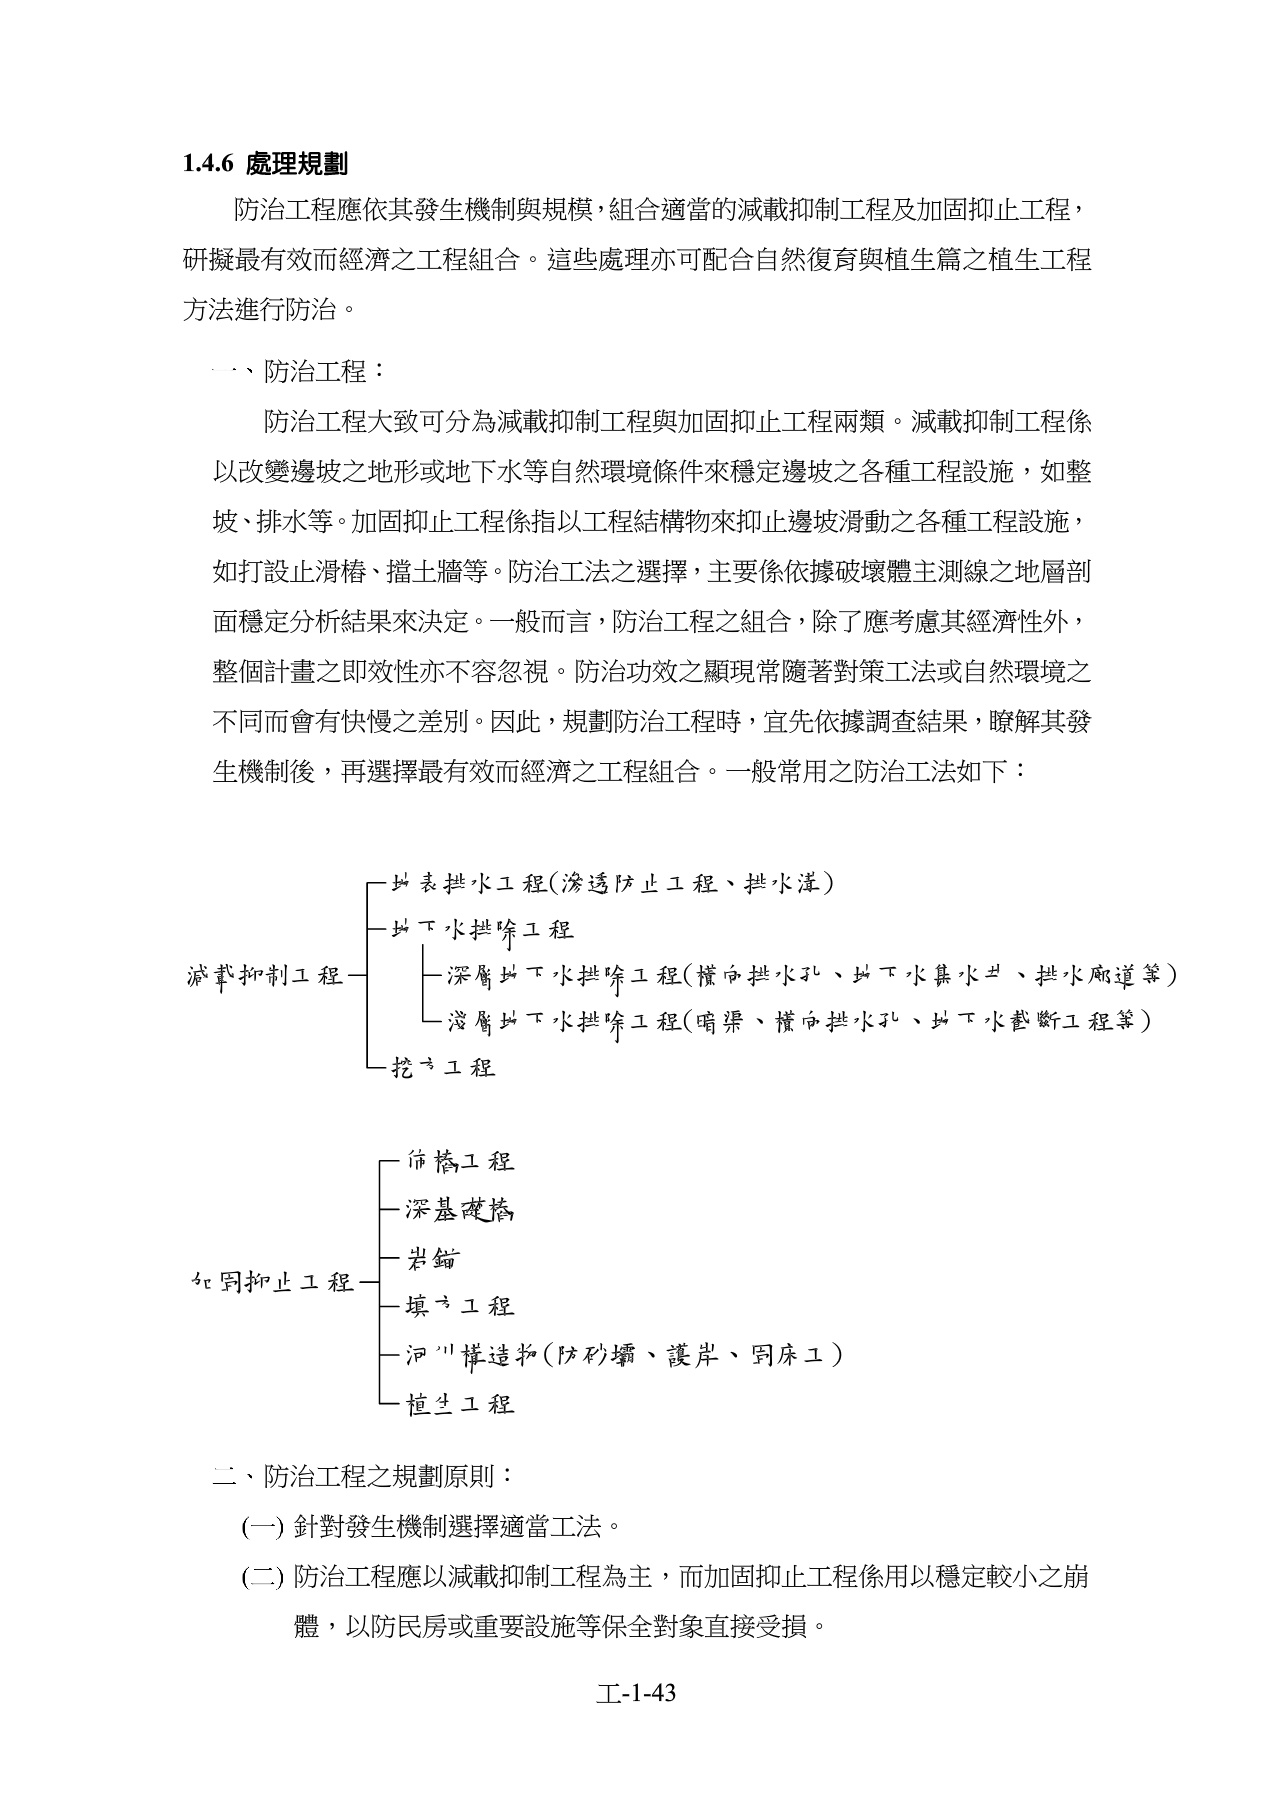 1.4.6 處理規劃
防治工程應依其發生機制與規模，組合適當的減載抑制工程及加固抑止工程，
研擬最有效而經濟之工程組合。這些處理亦可配合自然復育與植生篇之植生工程
方法進行防治。
一、防治工程：
防治工程大致可分為減載抑制工程與加固抑止工程兩類。減載抑制工程係
以改變邊坡之地形或地下水等自然環境條件來穩定邊坡之各種工程設施，如整
坡、排水等。加固抑止工程係指以工程結構物來抑止邊坡滑動之各種工程設施，
如打設止滑樁、擋土牆等。防治工法之選擇，主要係依據破壞體主測線之地層剖
面穩定分析結果來決定。一般而言，防治工程之組合，除了應考慮其經濟性外，
整個計畫之即效性亦不容忽視。防治功效之顯現常隨著對策工法或自然環境之
不同而會有快慢之差別。因此，規劃防治工程時，宜先依據調查結果，瞭解其發
生機制後，再選擇最有效而經濟之工程組合。一般常用之防治工法如下：
減載抑制工程
地表排水工程(滲透防止工程、排水溝)
地下水排除工程
深層地下水排除工程(橫向排水孔、地下水集水井、排水廊道等)
淺層地下水排除工程(暗渠、橫向排水孔、地下水截斷工程等)
挖方工程
加固抑止工程
佈樁工程
深基礎樁
岩錨
填方工程
河川構造物(防砂壩、護岸、固床工)
植生工程
二、防治工程之規劃原則：
(一) 針對發生機制選擇適當工法。
(二) 防治工程應以減載抑制工程為主，而加固抑止工程係用以穩定較小之崩
體，以防民房或重要設施等保全對象直接受損。
工-1-43